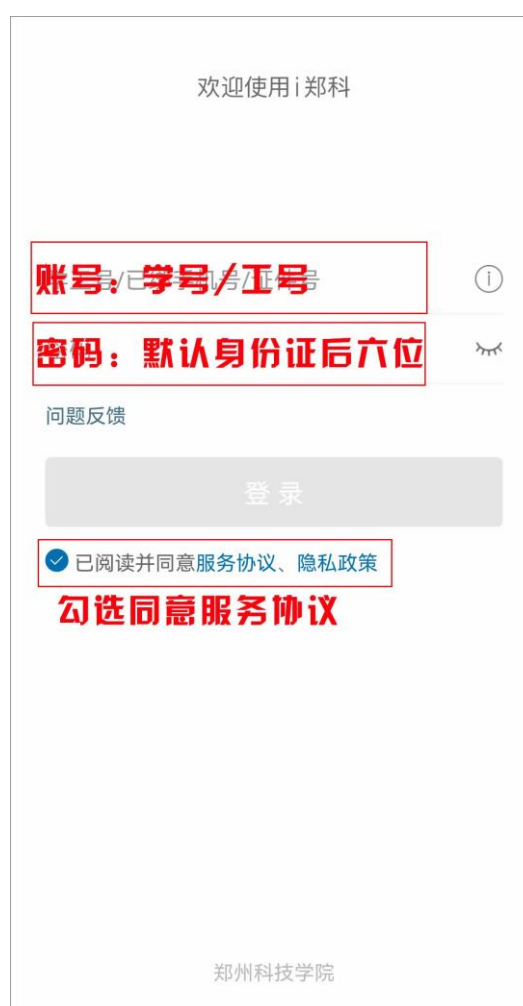 欢迎使用i郑科
账号：学号/工号
密码：默认身份证后六位
问题反馈
登录
已阅读并同意服务协议、隐私政策
勾选同意服务协议
郑州科技学院